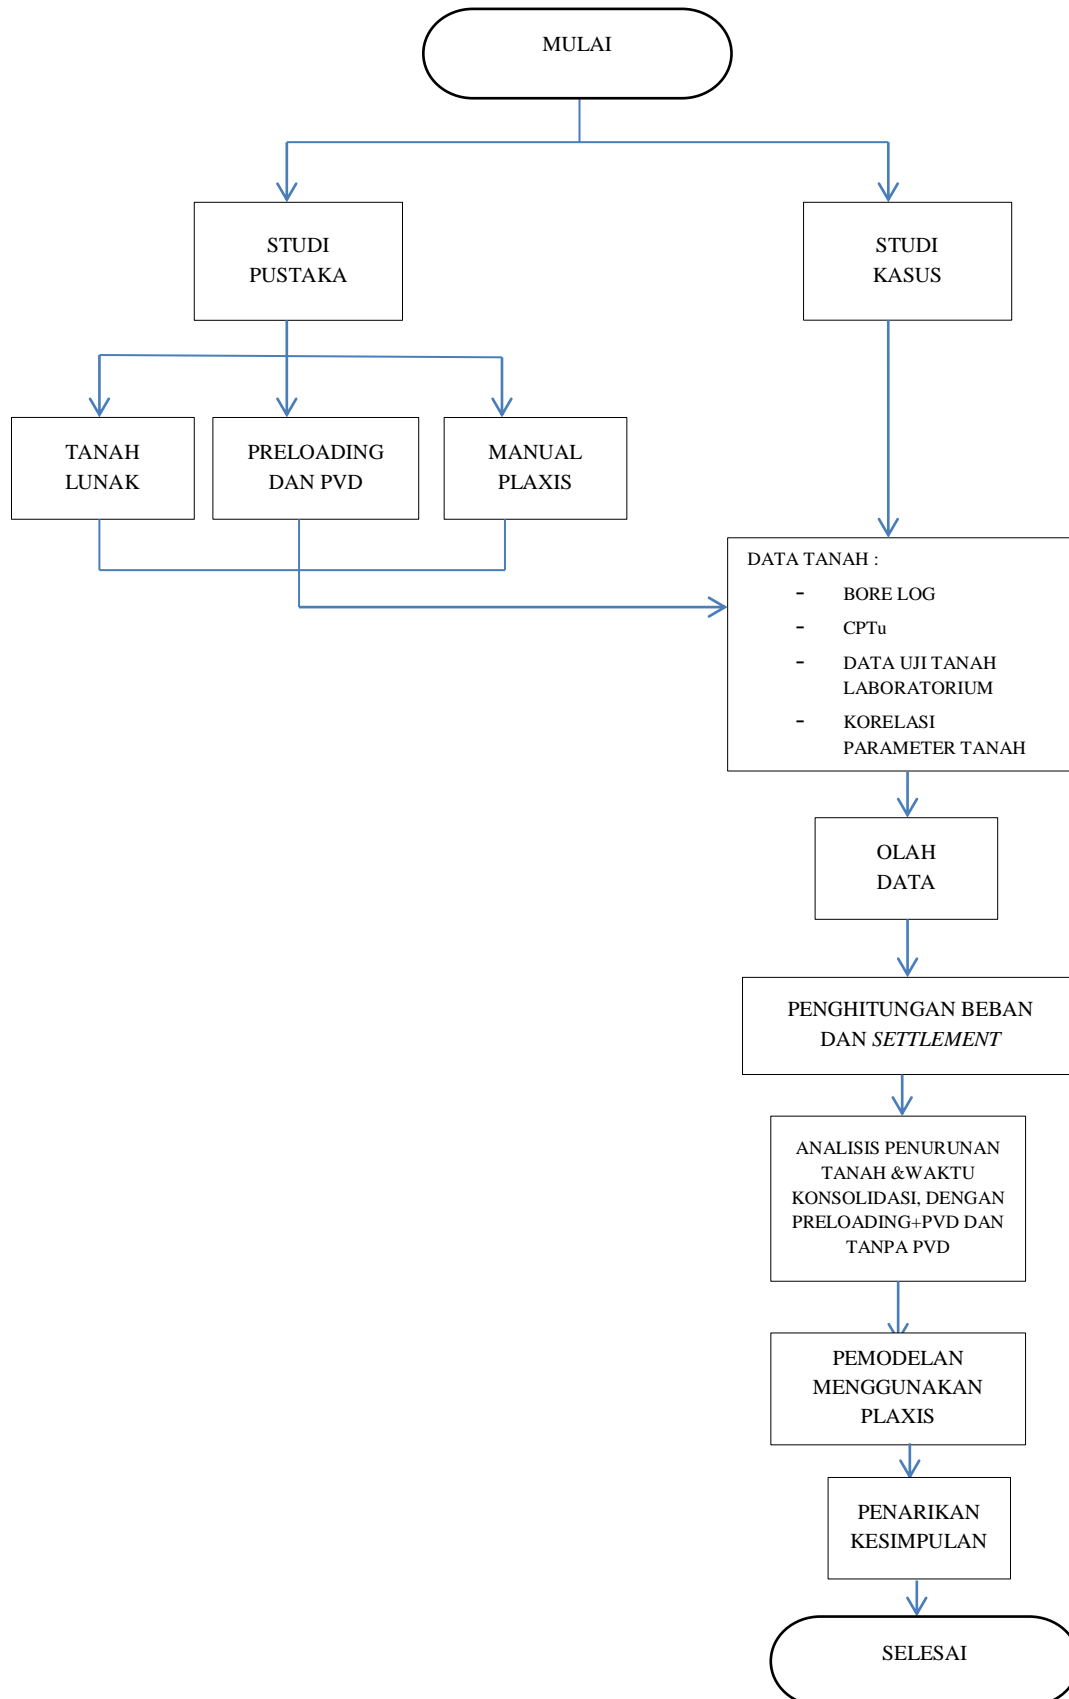 MULAI
STUDI
PUSTAKA
STUDI
KASUS
TANAH
LUNAK
PRELOADING
DAN PVD
MANUAL
PLAXIS
DATA TANAH :
- BORE LOG
- CPTu
- DATA UJI TANAH
LABORATORIUM
- KORELASI
PARAMETER TANAH
OLAH
DATA
PENGHITUNGAN BEBAN
DAN SETTLEMENT
ANALISIS PENURUNAN
TANAH &WAKTU
KONSOLIDASI, DENGAN
PRELOADING+PVD DAN
TANPA PVD
PEMODELAN
MENGGUNAKAN
PLAXIS
PENARIKAN
KESIMPULAN
SELESAI